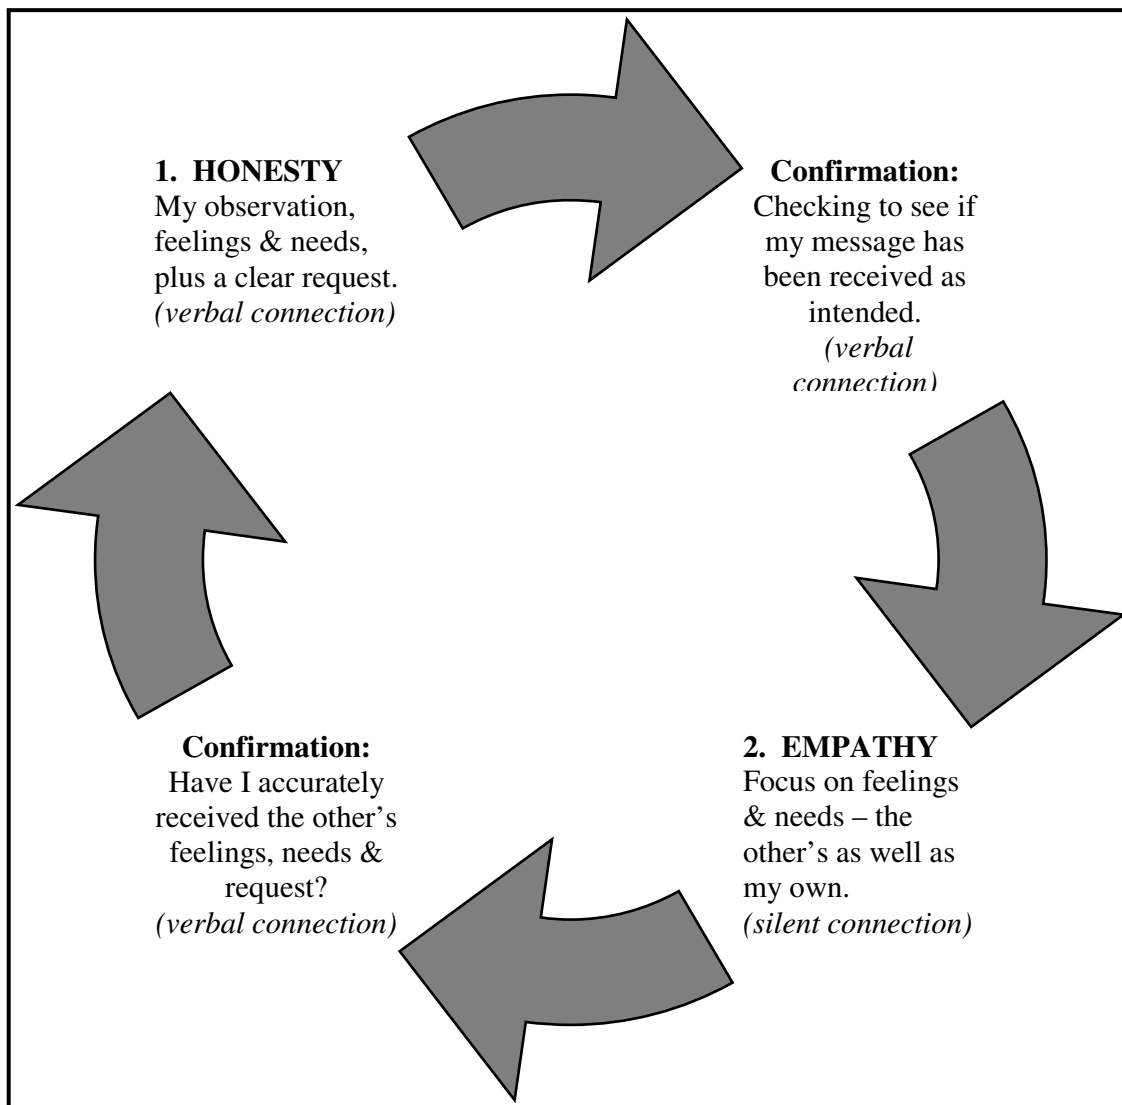 1. HONESTY
My observation,
feelings & needs,
plus a clear request.
(verbal connection)
Confirmation:
Checking to see if
my message has
been received as
intended.
(verbal
connection)
2. EMPATHY
Focus on feelings
& needs – the
other's as well as
my own.
(silent connection)
Confirmation:
Have I accurately
received the other's
feelings, needs &
request?
(verbal connection)